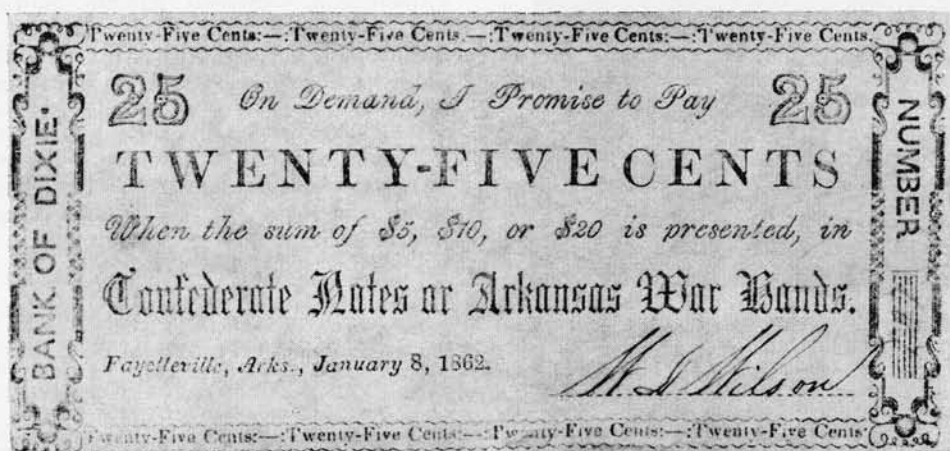 Twenty-Five Cents:—:Twenty-Five Cents.—:Twenty-Five Cents:—:Twenty-Five Cents.
BANK OF DIXIE.
25 On Demand, I Promise to Pay 25
TWENTY-FIVE CENTS
When the sum of $5, $10, or $20 is presented, in
Confederate Notes or Arkansas War Bonds.
Fayetteville, Arks., January 8, 1862.
W D Wilson
NUMBER
Twenty-Five Cents:—:Twenty-Five Cents:—:Twenty-Five Cents:—:Twenty-Five Cents